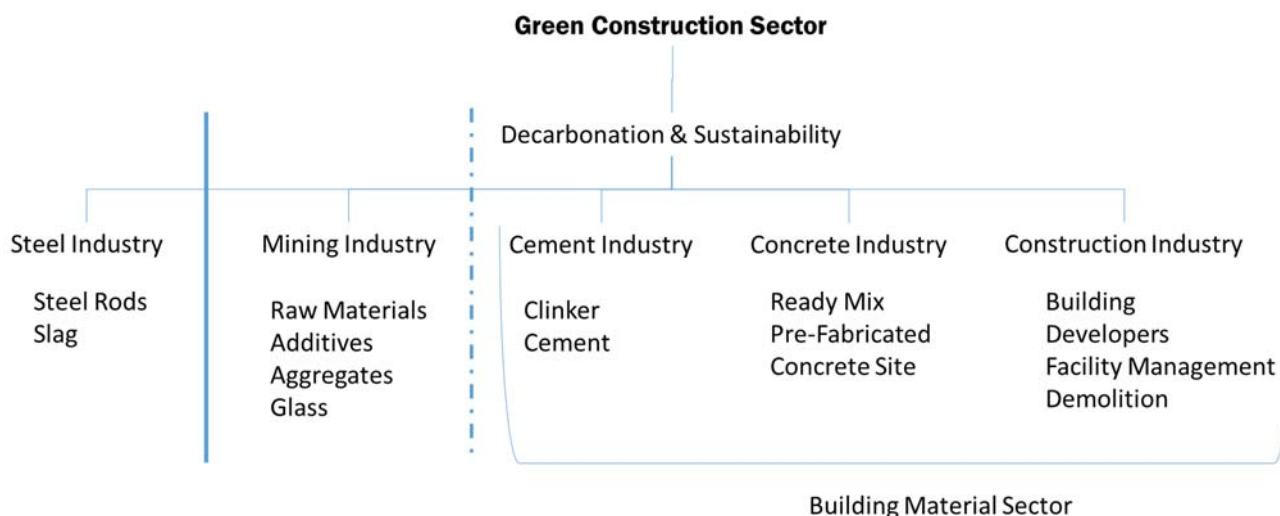 Green Construction Sector
Decarbonation & Sustainability
Steel Industry
Steel Rods
Slag
Mining Industry
Raw Materials
Additives
Aggregates
Glass
Cement Industry
Clinker
Cement
Concrete Industry
Ready Mix
Pre-Fabricated
Concrete Site
Construction Industry
Building
Developers
Facility Management
Demolition
Building Material Sector